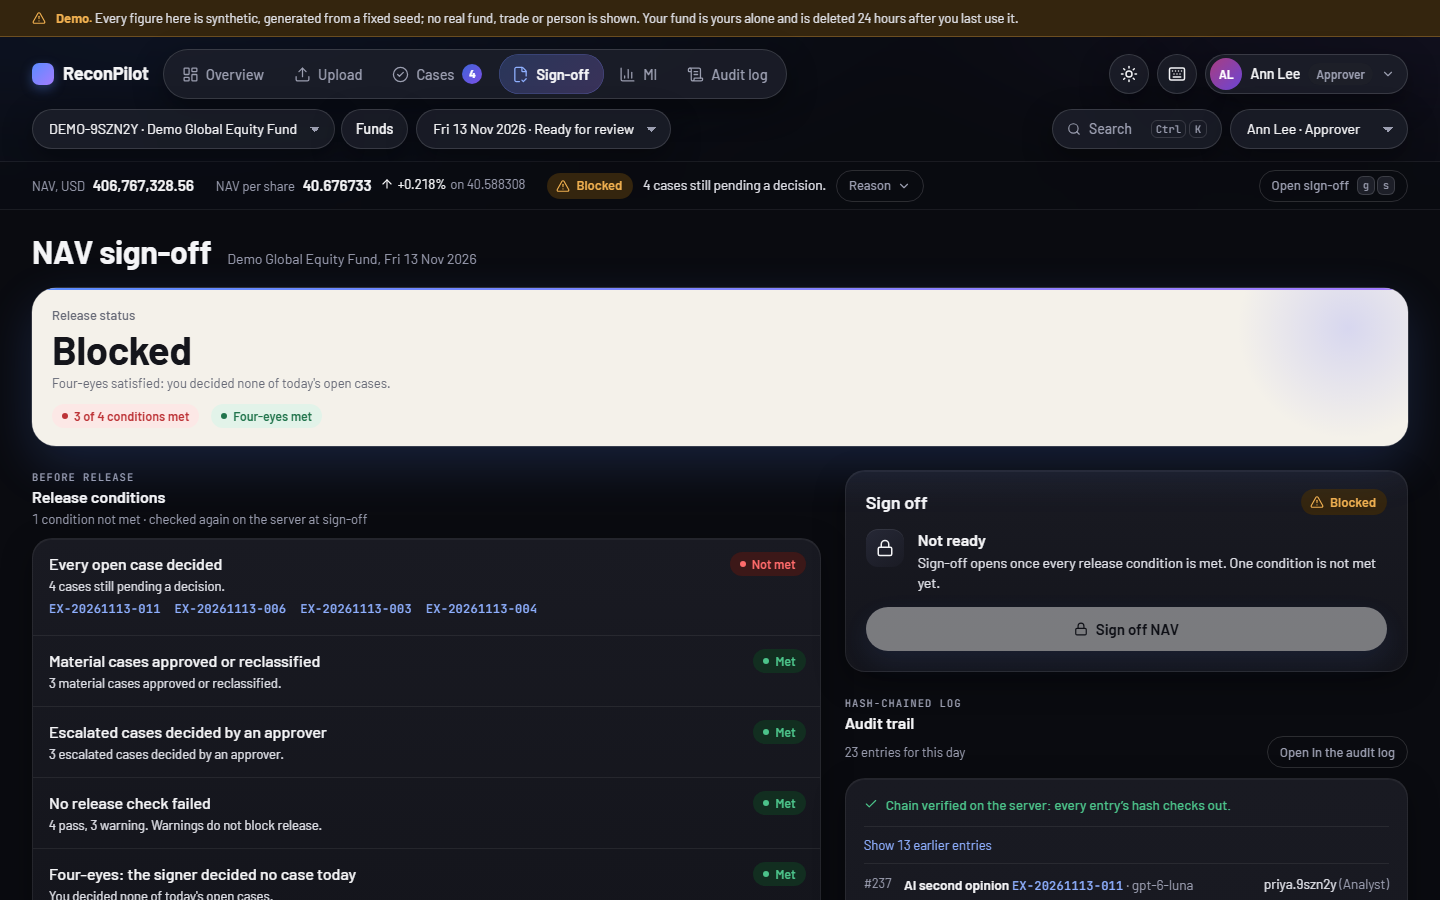 Demo. Every figure here is synthetic, generated from a fixed seed; no real fund, trade or person is shown. Your fund is yours alone and is deleted 24 hours after you last use it.
ReconPilot
Overview
Upload
Cases 4
Sign-off
MI
Audit log
AL Ann Lee Approver
DEMO-9SZN2Y · Demo Global Equity Fund
Funds
Fri 13 Nov 2026 · Ready for review
Search Ctrl K
Ann Lee · Approver
NAV, USD 406,767,328.56
NAV per share 40.676733 ↑ +0.218% on 40.588308
Blocked
4 cases still pending a decision.
Reason
Open sign-off g s
NAV sign-off
Demo Global Equity Fund, Fri 13 Nov 2026
Release status
Blocked
Four-eyes satisfied: you decided none of today's open cases.
3 of 4 conditions met
Four-eyes met
BEFORE RELEASE
Release conditions
1 condition not met · checked again on the server at sign-off
Every open case decided
Not met
4 cases still pending a decision.
EX-20261113-011 EX-20261113-006 EX-20261113-003 EX-20261113-004
Material cases approved or reclassified
Met
3 material cases approved or reclassified.
Escalated cases decided by an approver
Met
3 escalated cases decided by an approver.
No release check failed
Met
4 pass, 3 warning. Warnings do not block release.
Four-eyes: the signer decided no case today
Met
You decided none of today's open cases.
Sign off
Blocked
Not ready
Sign-off opens once every release condition is met. One condition is not met
yet.
Sign off NAV
HASH-CHAINED LOG
Audit trail
23 entries for this day
Open in the audit log
Chain verified on the server: every entry's hash checks out.
Show 13 earlier entries
#237 AI second opinion EX-20261113-011 · gpt-6-luna
priya.9szn2y (Analyst)